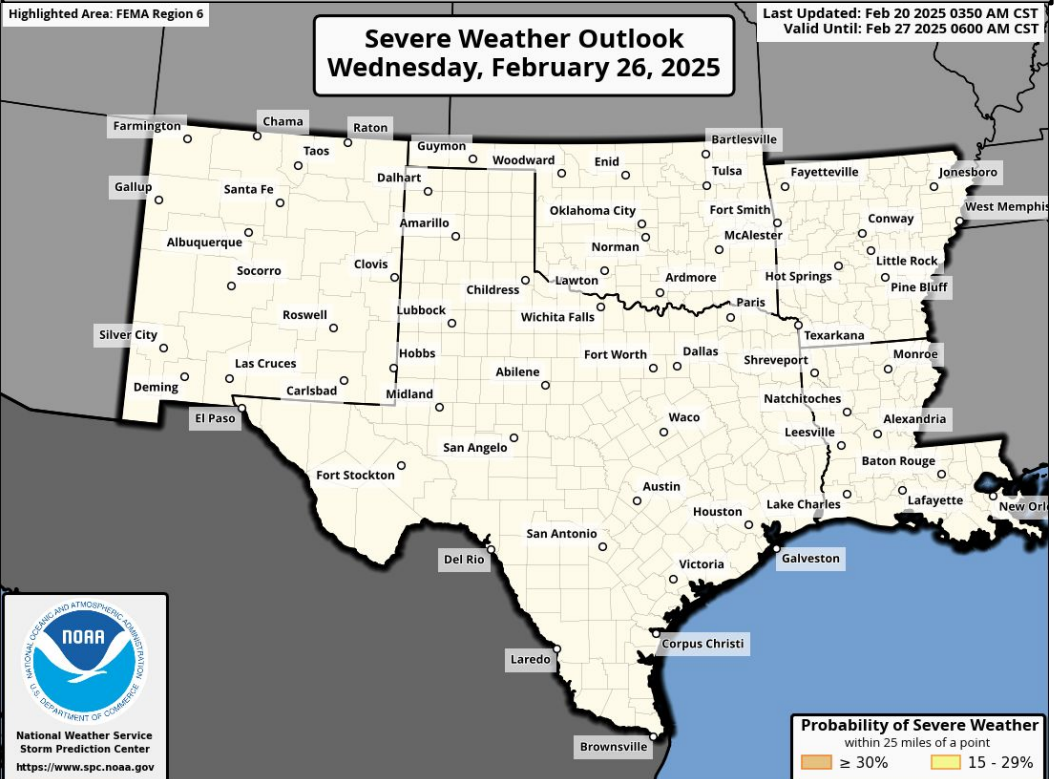 Highlighted Area: FEMA Region 6
Severe Weather Outlook
Wednesday, February 26, 2025
Last Updated: Feb 20 2025 0350 AM CST
Valid Until: Feb 27 2025 0600 AM CST
Farmington
Chama
Raton
Taos
Guymon
Woodward
Enid
Bartlesville
Tulsa
Fayetteville
Jonesboro
Gallup
Santa Fe
Dalhart
Amarillo
Oklahoma City
Norman
Fort Smith
McAlester
Conway
West Memphis
Albuquerque
Socorro
Clovis
Childress
Lawton
Ardmore
Hot Springs
Little Rock
Pine Bluff
Roswell
Lubbock
Wichita Falls
Paris
Texarkana
Silver City
Las Cruces
Hobbs
Abilene
Fort Worth
Dallas
Shreveport
Monroe
Deming
Carlsbad
Midland
Natchitoches
El Paso
San Angelo
Waco
Leesville
Alexandria
Fort Stockton
Austin
Baton Rouge
Houston
Lake Charles
Lafayette
New Orl
Del Rio
San Antonio
Galveston
Victoria
Laredo
Corpus Christi
Brownsville
NATIONAL OCEANIC AND ATMOSPHERIC ADMINISTRATION
NOAA
U.S. DEPARTMENT OF COMMERCE
National Weather Service
Storm Prediction Center
https://www.spc.noaa.gov
Probability of Severe Weather
within 25 miles of a point
≥ 30%
15 - 29%